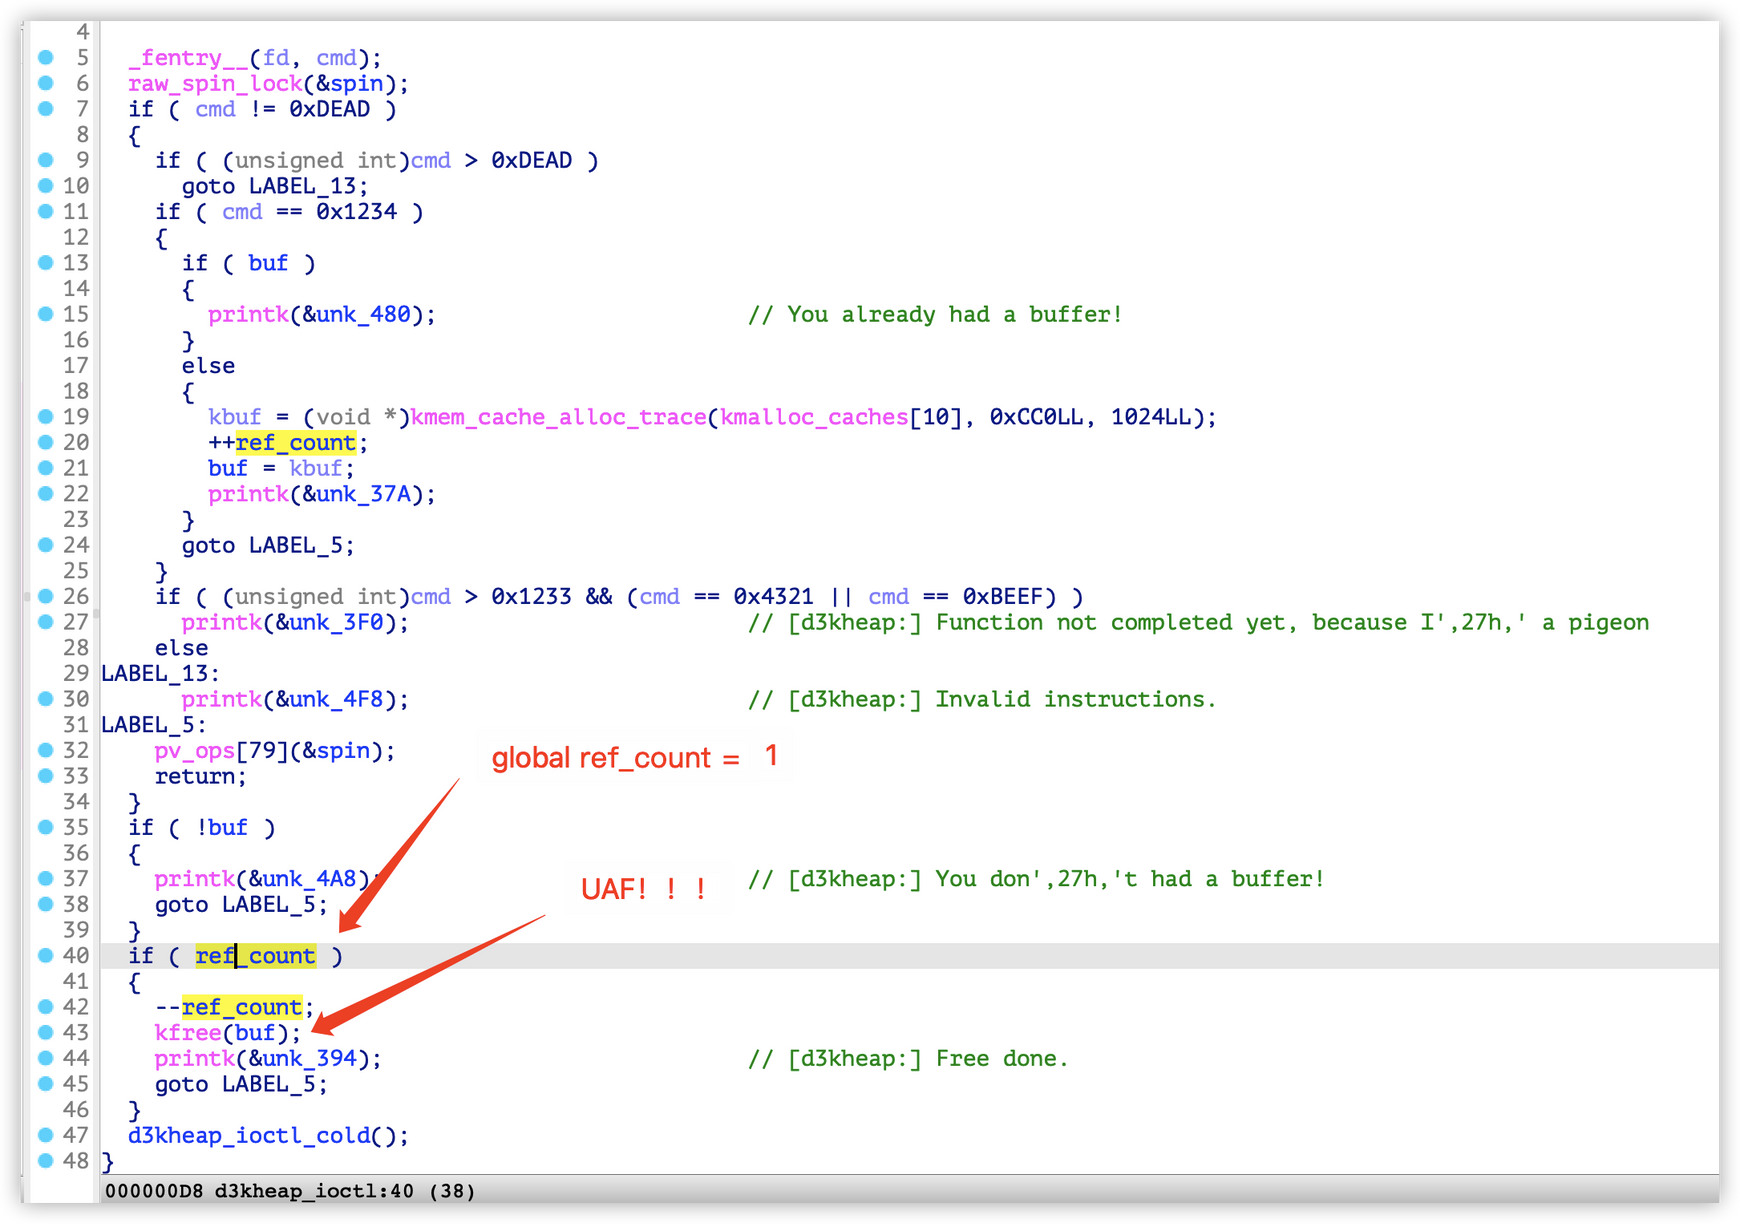 4
5 _fentry__(fd, cmd);
6 raw_spin_lock(&spin);
7 if ( cmd != 0xDEAD )
8 {
9 if ( (unsigned int)cmd > 0xDEAD )
10 goto LABEL_13;
11 if ( cmd == 0x1234 )
12 {
13 if ( buf )
14 {
15 printk(&unk_480); // You already had a buffer!
16 }
17 else
18 {
19 kbuf = (void *)kmem_cache_alloc_trace(kmalloc_caches[10], 0xCC0LL, 1024LL);
20 ++ref_count;
21 buf = kbuf;
22 printk(&unk_37A);
23 }
24 goto LABEL_5;
25 }
26 if ( (unsigned int)cmd > 0x1233 && (cmd == 0x4321 || cmd == 0xBEEF) )
27 printk(&unk_3F0); // [d3kheap:] Function not completed yet, because I',27h,' a pigeon
28 else
29 LABEL_13:
30 printk(&unk_4F8); // [d3kheap:] Invalid instructions.
31 LABEL_5:
32 pv_ops[79](&spin);
global ref_count = 1
33 return;
34 }
35 if ( !buf )
36 {
37 printk(&unk_4A8); // [d3kheap:] You don',27h,'t had a buffer!
UAF! ! !
38 goto LABEL_5;
39 }
40 if ( ref_count )
41 {
42 --ref_count;
43 kfree(buf);
44 printk(&unk_394); // [d3kheap:] Free done.
45 goto LABEL_5;
46 }
47 d3kheap_ioctl_cold();
48 }
000000D8 d3kheap_ioctl:40 (38)